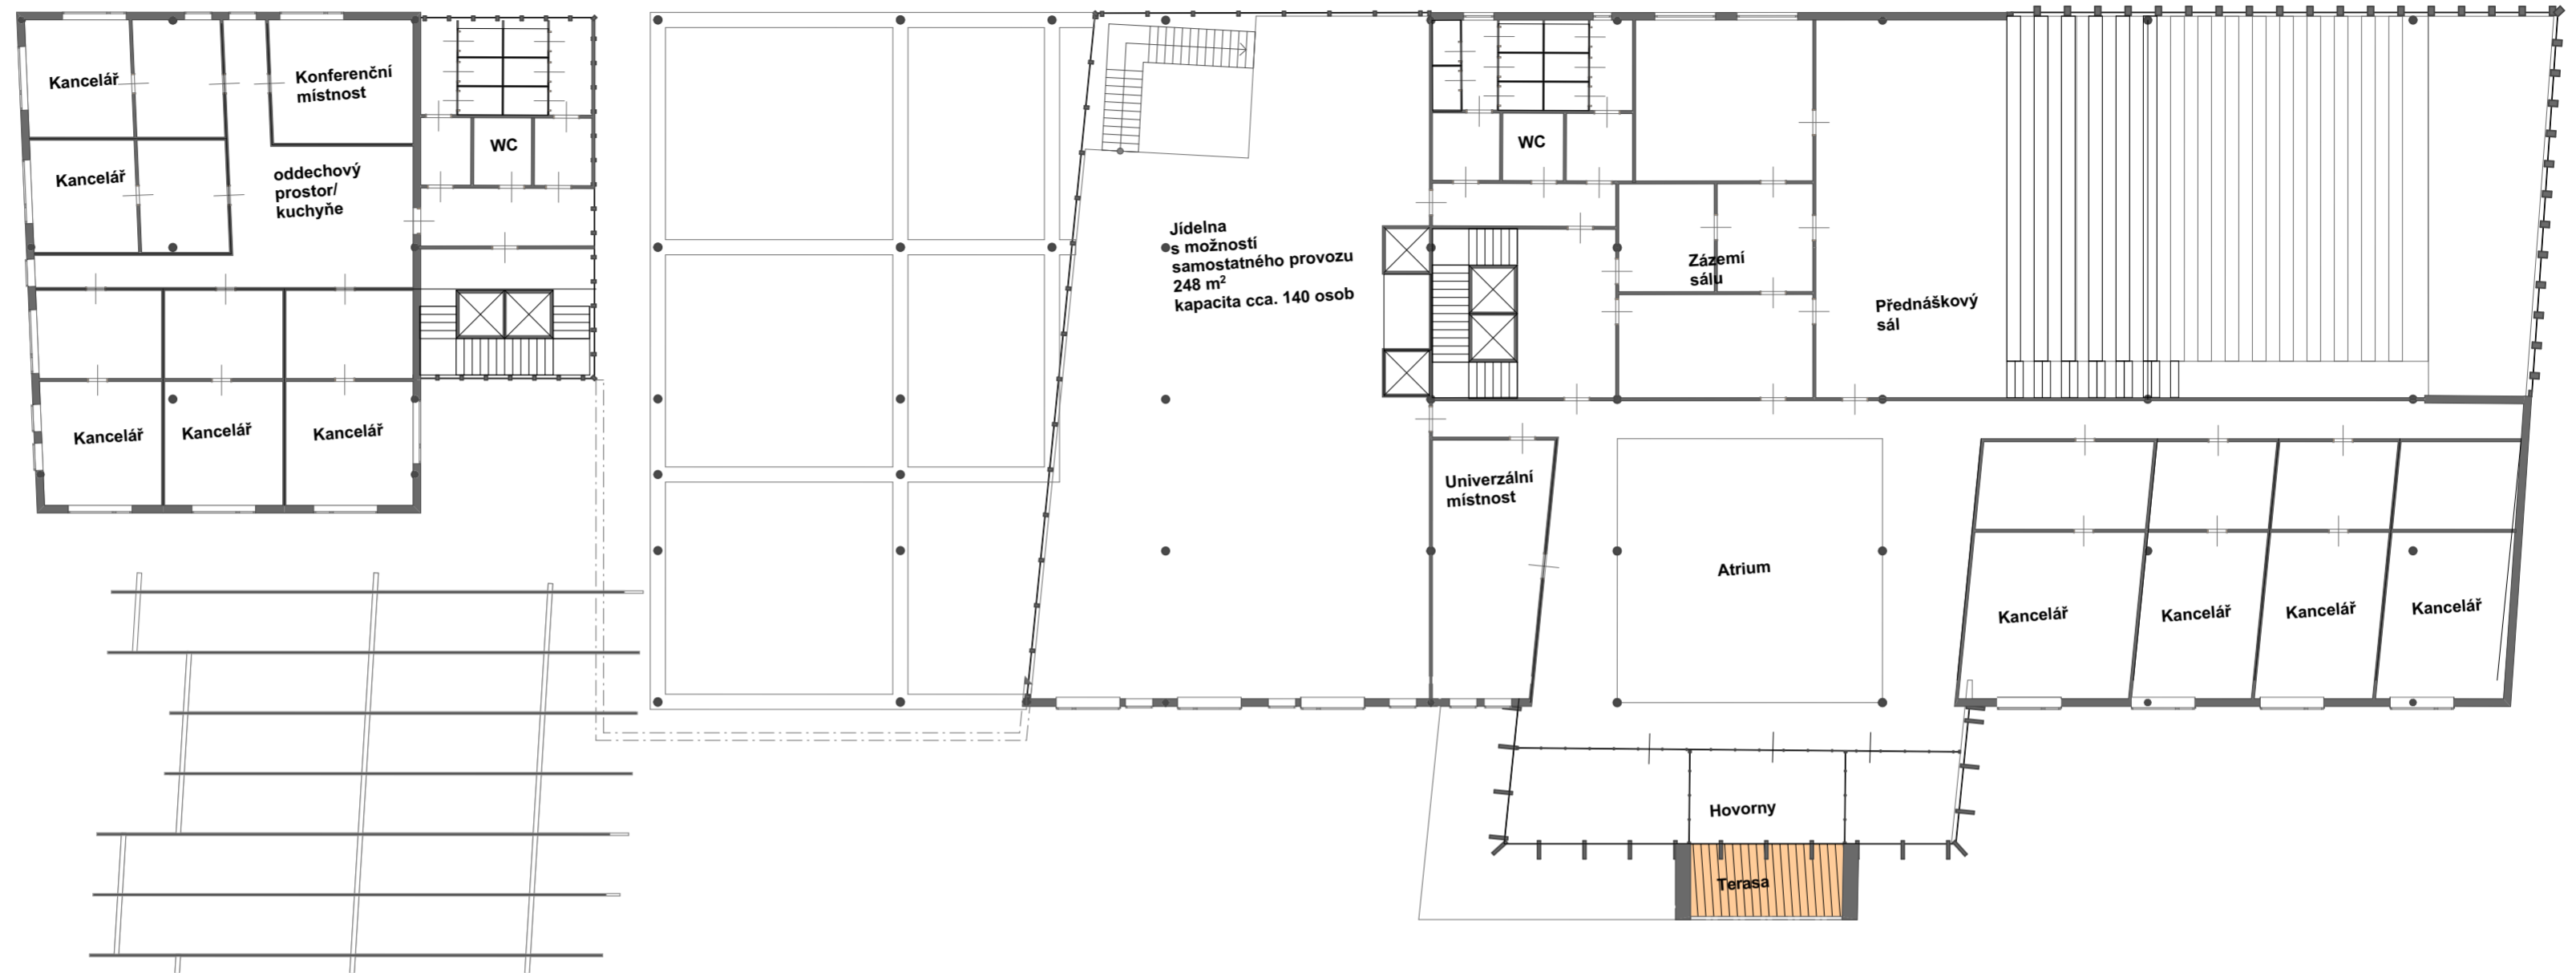 Kancelář
Konferenční
místnost
WC
Kancelář
oddechový
prostor/
kuchyňe
Kancelář
Kancelář
Kancelář
Jídelna
s možností
samostatného provozu
248 m²
kapacita cca. 140 osob
WC
Zázemí
sálu
Přednáškový
sál
Univerzální
místnost
Atrium
Kancelář
Kancelář
Kancelář
Kancelář
Hovorny
Terasa